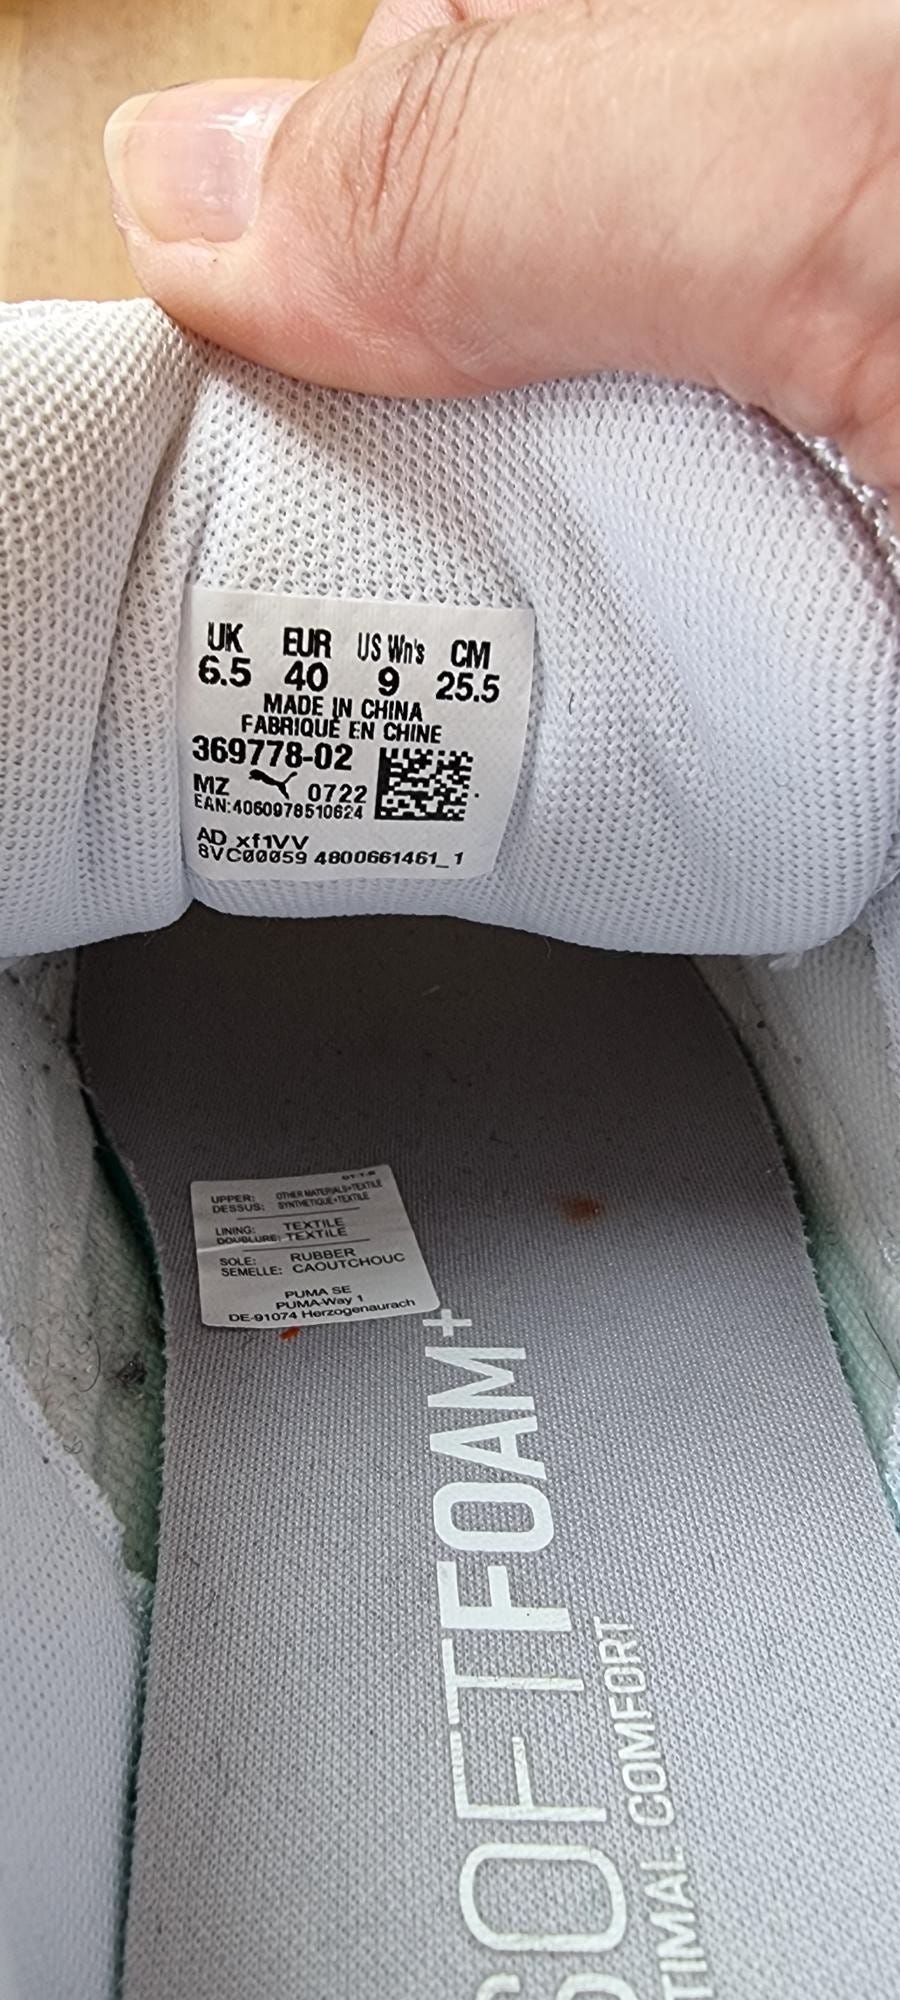 UK EUR US Wn's CM
6.5 40 9 25.5
MADE IN CHINA
FABRIQUÉ EN CHINE
369778-02
MZ 0722
EAN:4060978510624
AD xf1VV
8VC00059 4800661461_1
UPPER: OTHER MATERIALS+TEXTILE
DESSUS: SYNTHETIQUE+TEXTILE
LINING: TEXTILE
DOUBLURE: TEXTILE
SOLE: RUBBER
SEMELLE: CAOUTCHOUC
PUMA SE
PUMA-Way 1
DE-91074 Herzogenaurach
SOFTFOAM+
TIMAL COMFORT